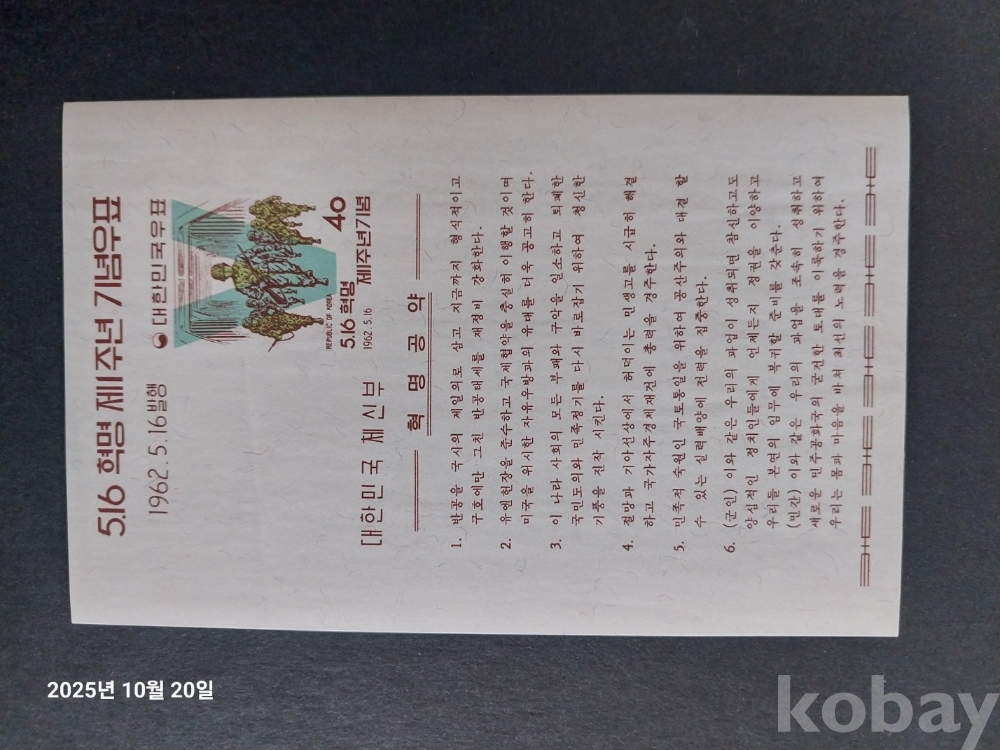 5.16 혁명 제1주년 기념우표
1962. 5. 16 발행
대한민국우표
REPUBLIC OF KOREA
40
5.16 혁명
제1주년기념
1962. 5. 16
대한민국 체신부
혁명공약
1. 반공을 국시의 제일의로 삼고 지금까지 형식적이고
구호에만 그친 반공태세를 재정비 강화한다.
2. 유엔헌장을 준수하고 국제협약을 충실히 이행할 것이며
미국을 위시한 자유우방과의 유대를 더욱 공고히 한다.
3. 이 나라 사회의 모든 부패와 구악을 일소하고 퇴폐한
국민도의와 민족정기를 다시 바로잡기 위하여 청신한
기풍을 진작 시킨다.
4. 절망과 기아선상에서 허덕이는 민생고를 시급히 해결
하고 국가자주경제재건에 총력을 경주한다.
5. 민족적 숙원인 국토통일을 위하여 공산주의와 대결 할
수 있는 실력배양에 전력을 집중한다.
6. (군인) 이와 같은 우리의 과업이 성취되면 참신하고도
양심적인 정치인들에게 언제든지 정권을 이양하고
우리들 본연의 임무에 복귀할 준비를 갖춘다.
(민간) 이와 같은 우리의 과업을 조속히 성취하고
새로운 민주공화국의 굳건한 토대를 이룩하기 위하여
우리는 몸과 마음을 바쳐 최선의 노력을 경주한다.
2025년 10월 20일
kobay